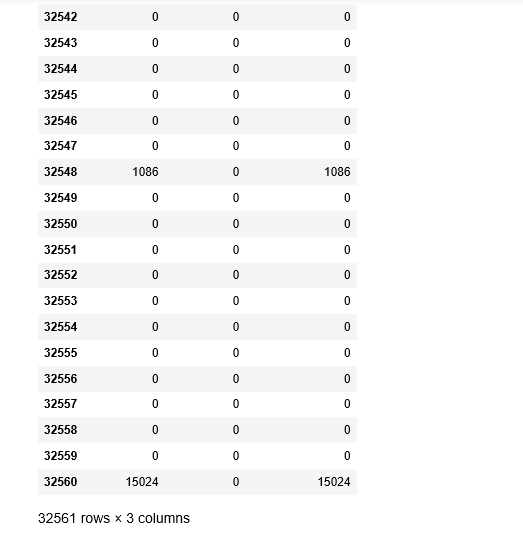 32542 0 0 0
32543 0 0 0
32544 0 0 0
32545 0 0 0
32546 0 0 0
32547 0 0 0
32548 1086 0 1086
32549 0 0 0
32550 0 0 0
32551 0 0 0
32552 0 0 0
32553 0 0 0
32554 0 0 0
32555 0 0 0
32556 0 0 0
32557 0 0 0
32558 0 0 0
32559 0 0 0
32560 15024 0 15024
32561 rows × 3 columns